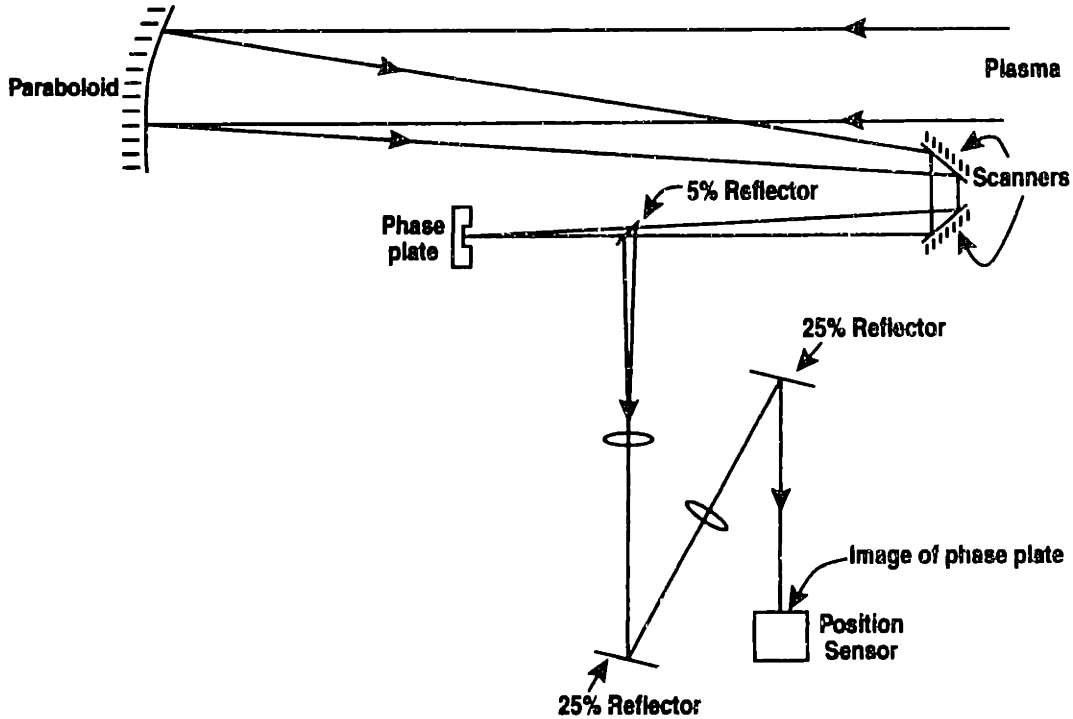 Paraboloid
Plasma
Scanners
5% Reflector
Phase
plate
25% Reflector
Image of phase plate
Position
Sensor
25% Reflector